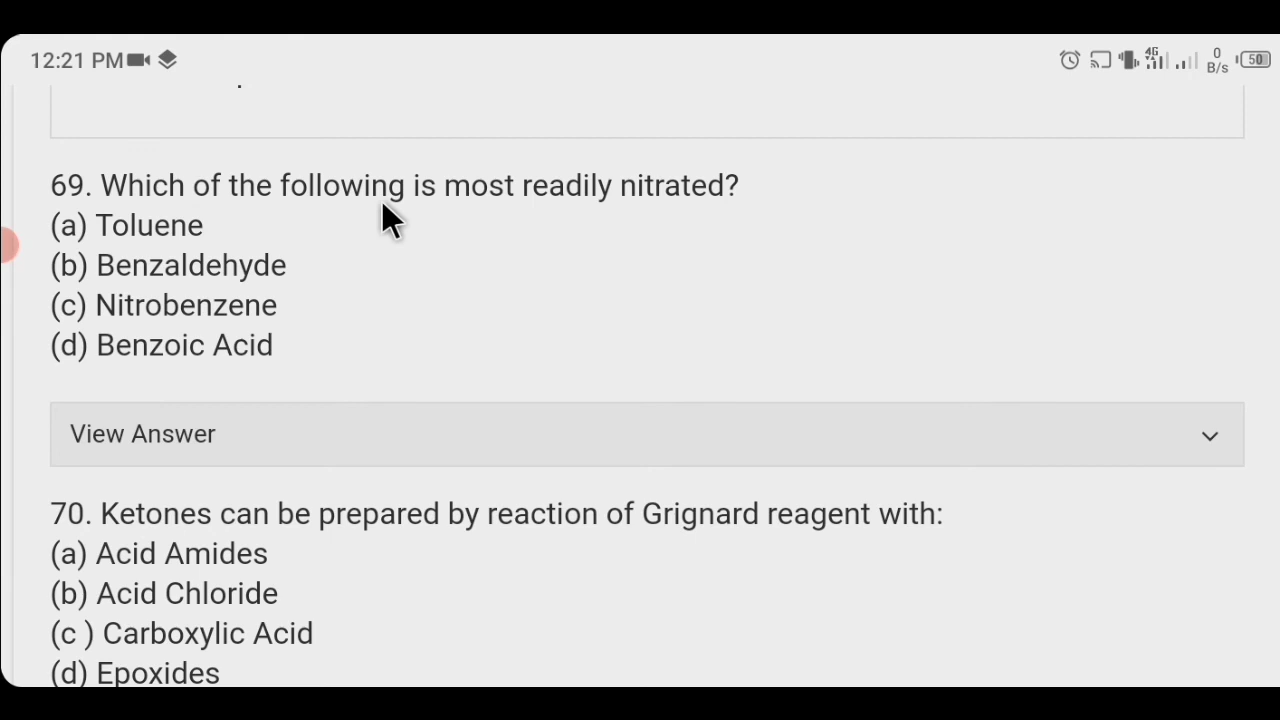 12:21 PM 4G 0 B/s 50
69. Which of the following is most readily nitrated?
(a) Toluene
(b) Benzaldehyde
(c) Nitrobenzene
(d) Benzoic Acid
View Answer
70. Ketones can be prepared by reaction of Grignard reagent with:
(a) Acid Amides
(b) Acid Chloride
(c ) Carboxylic Acid
(d) Epoxides